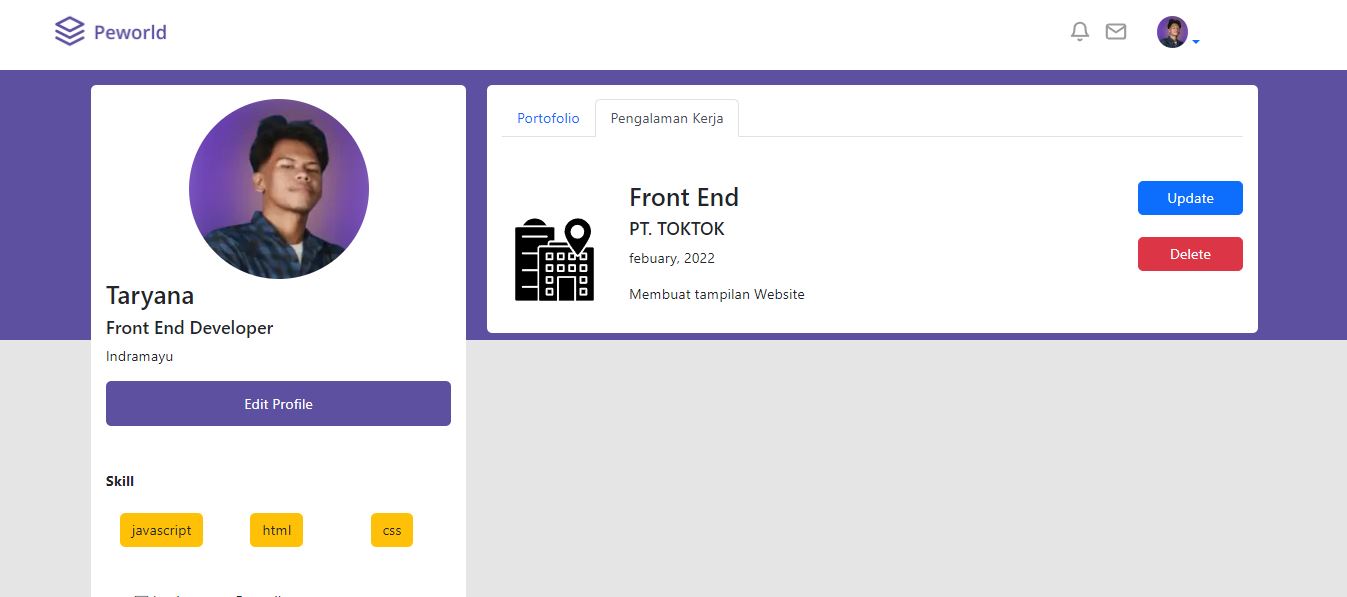 Peworld
Taryana
Front End Developer
Indramayu
Edit Profile
Skill
javascript
html
css
Portofolio
Pengalaman Kerja
Front End
PT. TOKTOK
febuary, 2022
Membuat tampilan Website
Update
Delete